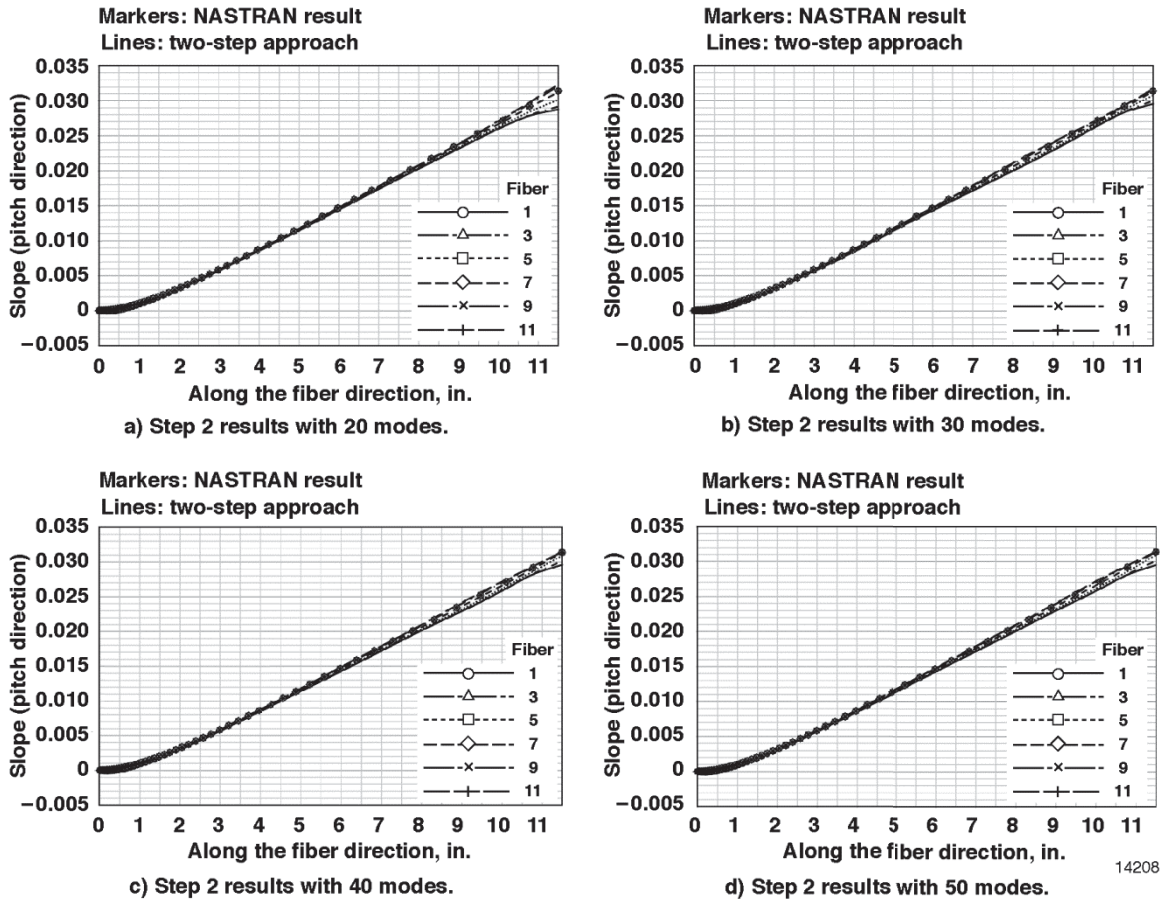 Markers: NASTRAN result
Lines: two-step approach
0.035
0.030
0.025
0.020
0.015
0.010
0.005
0
−0.005
Slope (pitch direction)
Fiber
1
3
5
7
9
11
0 1 2 3 4 5 6 7 8 9 10 11
Along the fiber direction, in.
a) Step 2 results with 20 modes.
Markers: NASTRAN result
Lines: two-step approach
0.035
0.030
0.025
0.020
0.015
0.010
0.005
0
−0.005
Slope (pitch direction)
Fiber
1
3
5
7
9
11
0 1 2 3 4 5 6 7 8 9 10 11
Along the fiber direction, in.
b) Step 2 results with 30 modes.
Markers: NASTRAN result
Lines: two-step approach
0.035
0.030
0.025
0.020
0.015
0.010
0.005
0
−0.005
Slope (pitch direction)
Fiber
1
3
5
7
9
11
0 1 2 3 4 5 6 7 8 9 10 11
Along the fiber direction, in.
c) Step 2 results with 40 modes.
Markers: NASTRAN result
Lines: two-step approach
0.035
0.030
0.025
0.020
0.015
0.010
0.005
0
−0.005
Slope (pitch direction)
Fiber
1
3
5
7
9
11
0 1 2 3 4 5 6 7 8 9 10 11
Along the fiber direction, in.
14208
d) Step 2 results with 50 modes.